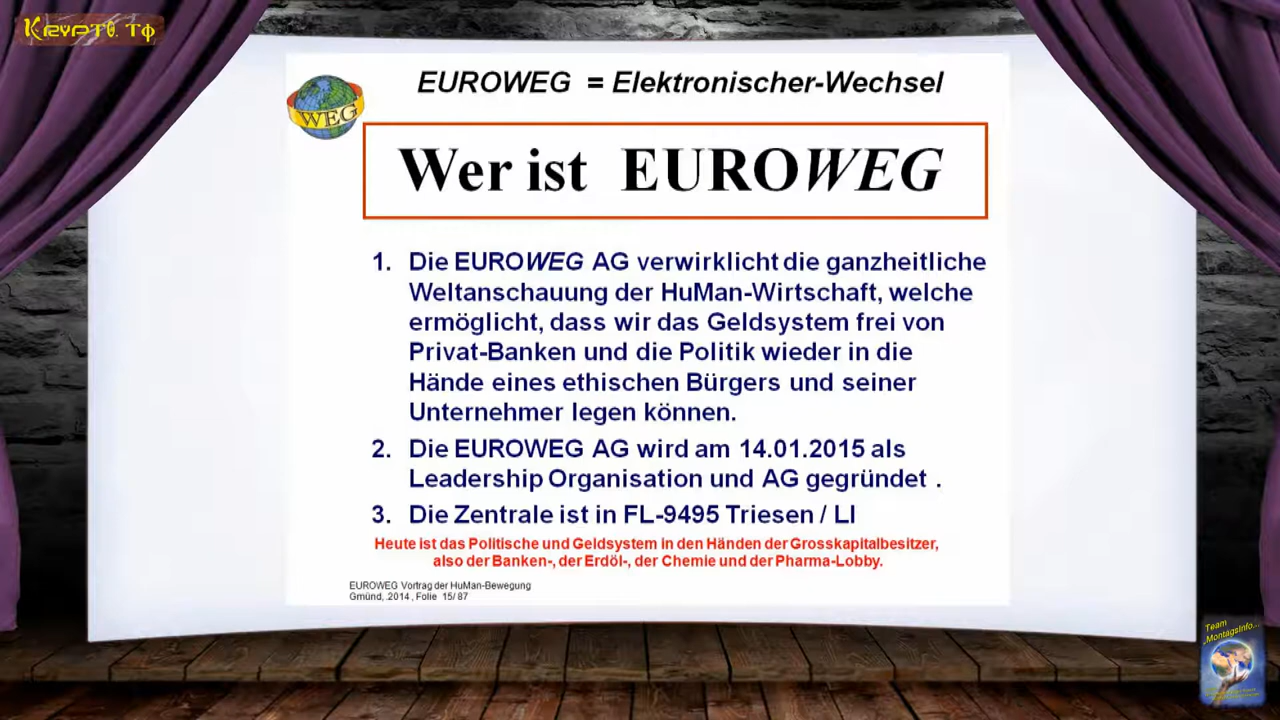 Krypto.Tφ
EUROWEG = Elektronischer-Wechsel
WEG
Wer ist EUROWEG
1. Die EUROWEG AG verwirklicht die ganzheitliche
Weltanschauung der HuMan-Wirtschaft, welche
ermöglicht, dass wir das Geldsystem frei von
Privat-Banken und die Politik wieder in die
Hände eines ethischen Bürgers und seiner
Unternehmer legen können.
2. Die EUROWEG AG wird am 14.01.2015 als
Leadership Organisation und AG gegründet .
3. Die Zentrale ist in FL-9495 Triesen / LI
Heute ist das Politische und Geldsystem in den Händen der Grosskapitalbesitzer,
also der Banken-, der Erdöl-, der Chemie und der Pharma-Lobby.
EUROWEG Vortrag der HuMan-Bewegung
Gmünd, .2014 , Folie 15/ 87
Team
„MontagsInfo...